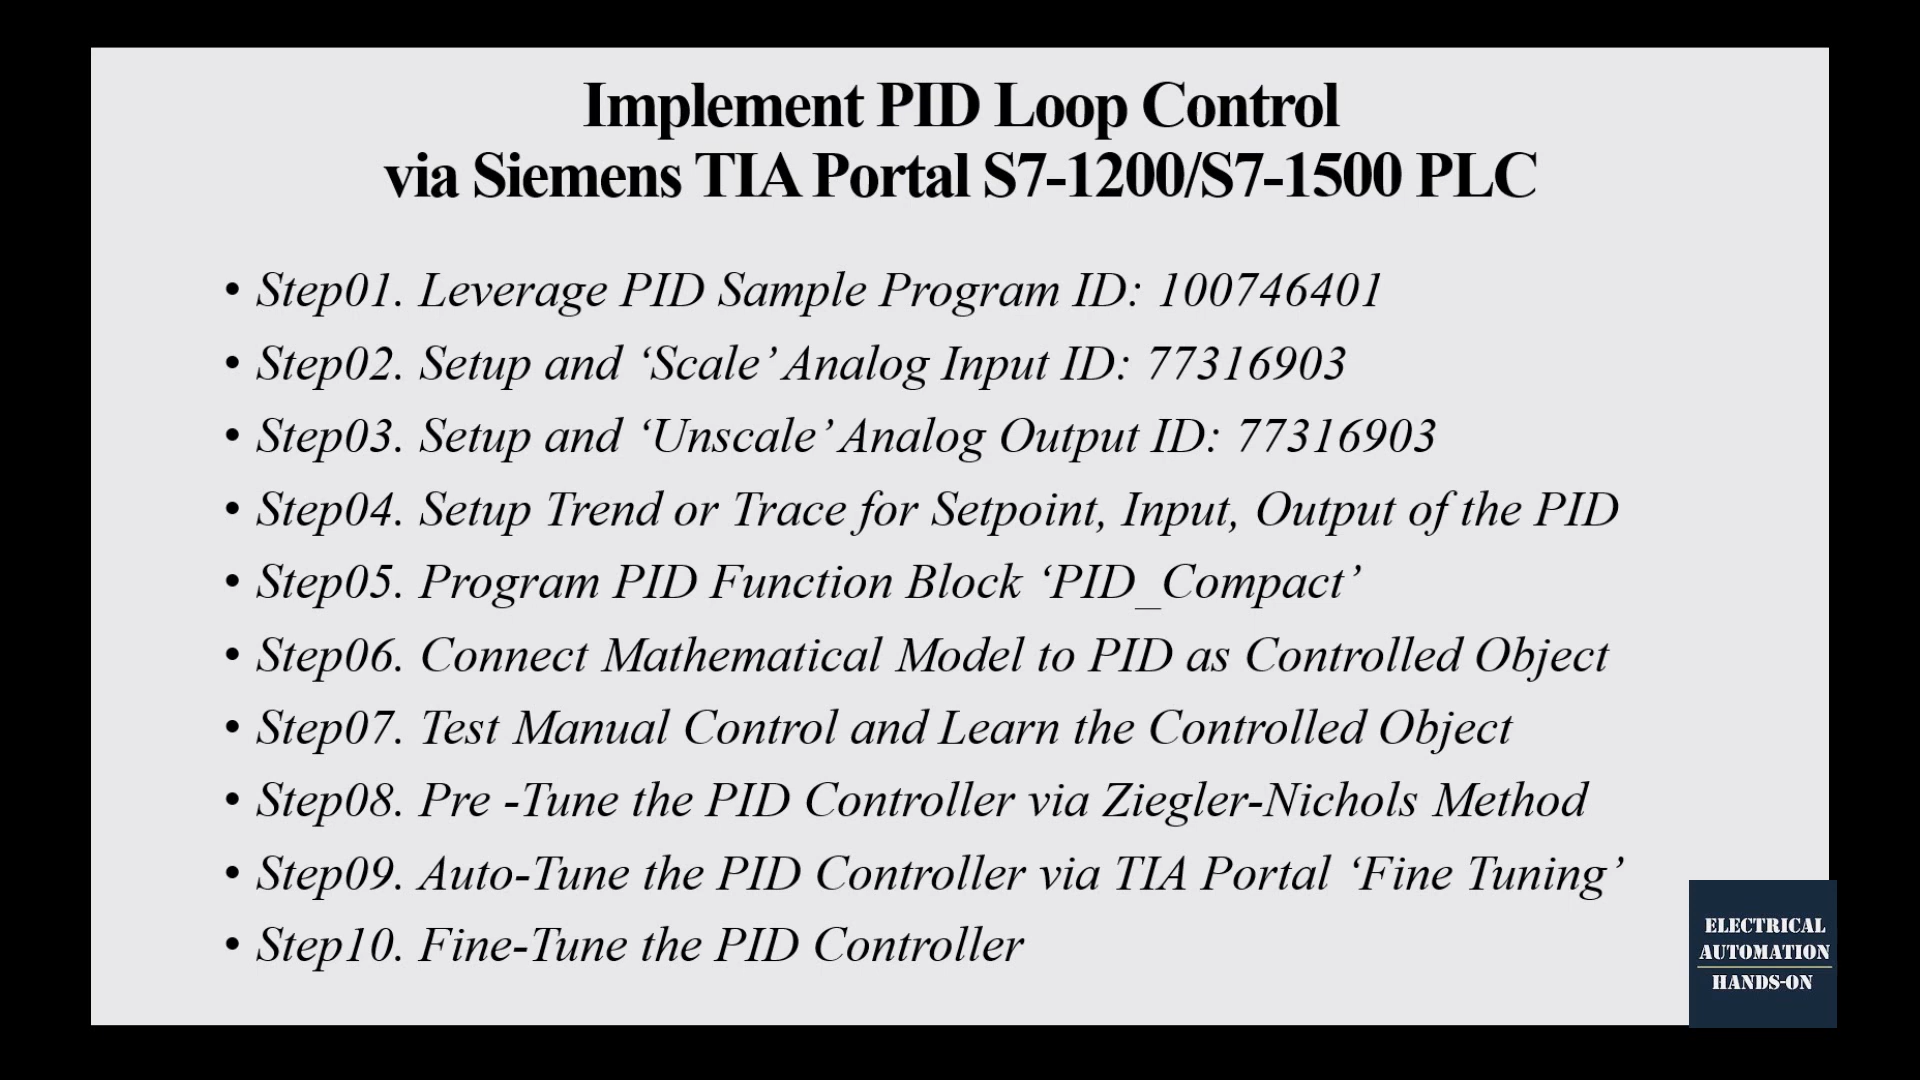 Implement PID Loop Control
via Siemens TIA Portal S7-1200/S7-1500 PLC
• Step01. Leverage PID Sample Program ID: 100746401
• Step02. Setup and ‘Scale’ Analog Input ID: 77316903
• Step03. Setup and ‘Unscale’ Analog Output ID: 77316903
• Step04. Setup Trend or Trace for Setpoint, Input, Output of the PID
• Step05. Program PID Function Block ‘PID_Compact’
• Step06. Connect Mathematical Model to PID as Controlled Object
• Step07. Test Manual Control and Learn the Controlled Object
• Step08. Pre -Tune the PID Controller via Ziegler-Nichols Method
• Step09. Auto-Tune the PID Controller via TIA Portal ‘Fine Tuning’
• Step10. Fine-Tune the PID Controller
ELECTRICAL
AUTOMATION
HANDS-ON